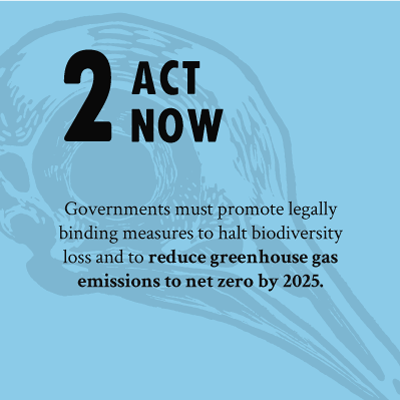 2 ACT
NOW
Governments must promote legally
binding measures to halt biodiversity
loss and to reduce greenhouse gas
emissions to net zero by 2025.